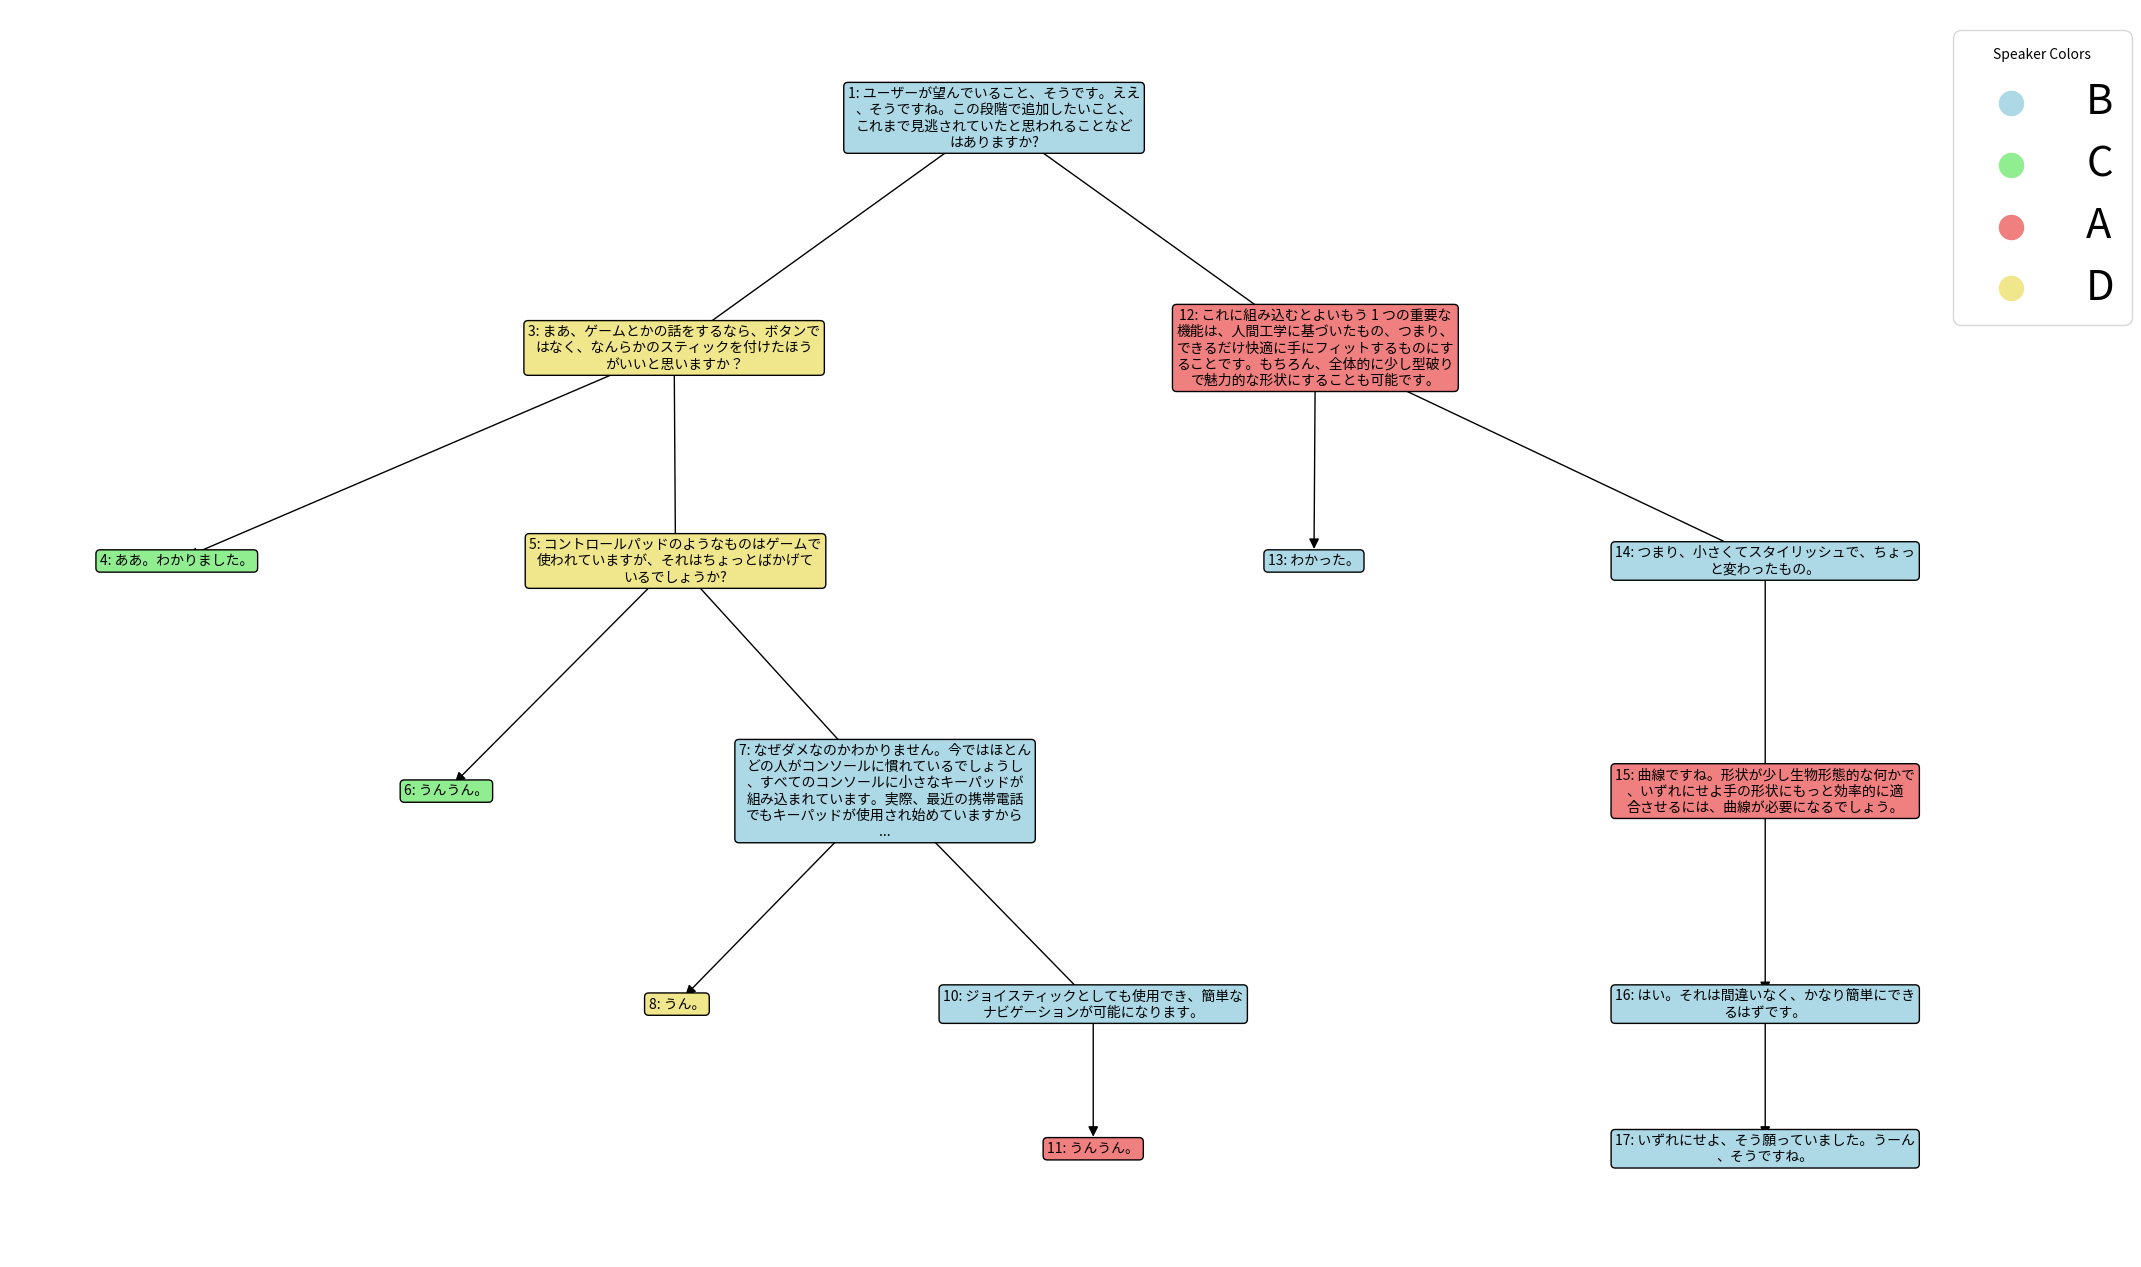 Speaker Colors
B
C
A
D
1: ユーザーが望んでいること、そうです。ええ
、そうですね。この段階で追加したいこと、
これまで見逃されていたと思われることなど
はありますか?
3: まあ、ゲームとかの話をするなら、ボタンで
はなく、なんらかのスティックを付けたほう
がいいと思いますか？
12: これに組み込むとよいもう 1 つの重要な
機能は、人間工学に基づいたもの、つまり、
できるだけ快適に手にフィットするものにす
ることです。もちろん、全体的に少し型破り
で魅力的な形状にすることも可能です。
4: ああ。わかりました。
5: コントロールパッドのようなものはゲームで
使われていますが、それはちょっとばかげて
いるでしょうか?
13: わかった。
14: つまり、小さくてスタイリッシュで、ちょっ
と変わったもの。
6: うんうん。
7: なぜダメなのかわかりません。今ではほとん
どの人がコンソールに慣れているでしょうし
、すべてのコンソールに小さなキーパッドが
組み込まれています。実際、最近の携帯電話
でもキーパッドが使用され始めていますから
...
15: 曲線ですね。形状が少し生物形態的な何かで
、いずれにせよ手の形状にもっと効率的に適
合させるには、曲線が必要になるでしょう。
8: うん。
10: ジョイスティックとしても使用でき、簡単な
ナビゲーションが可能になります。
16: はい。それは間違いなく、かなり簡単にでき
るはずです。
11: うんうん。
17: いずれにせよ、そう願っていました。うーん
、そうですね。